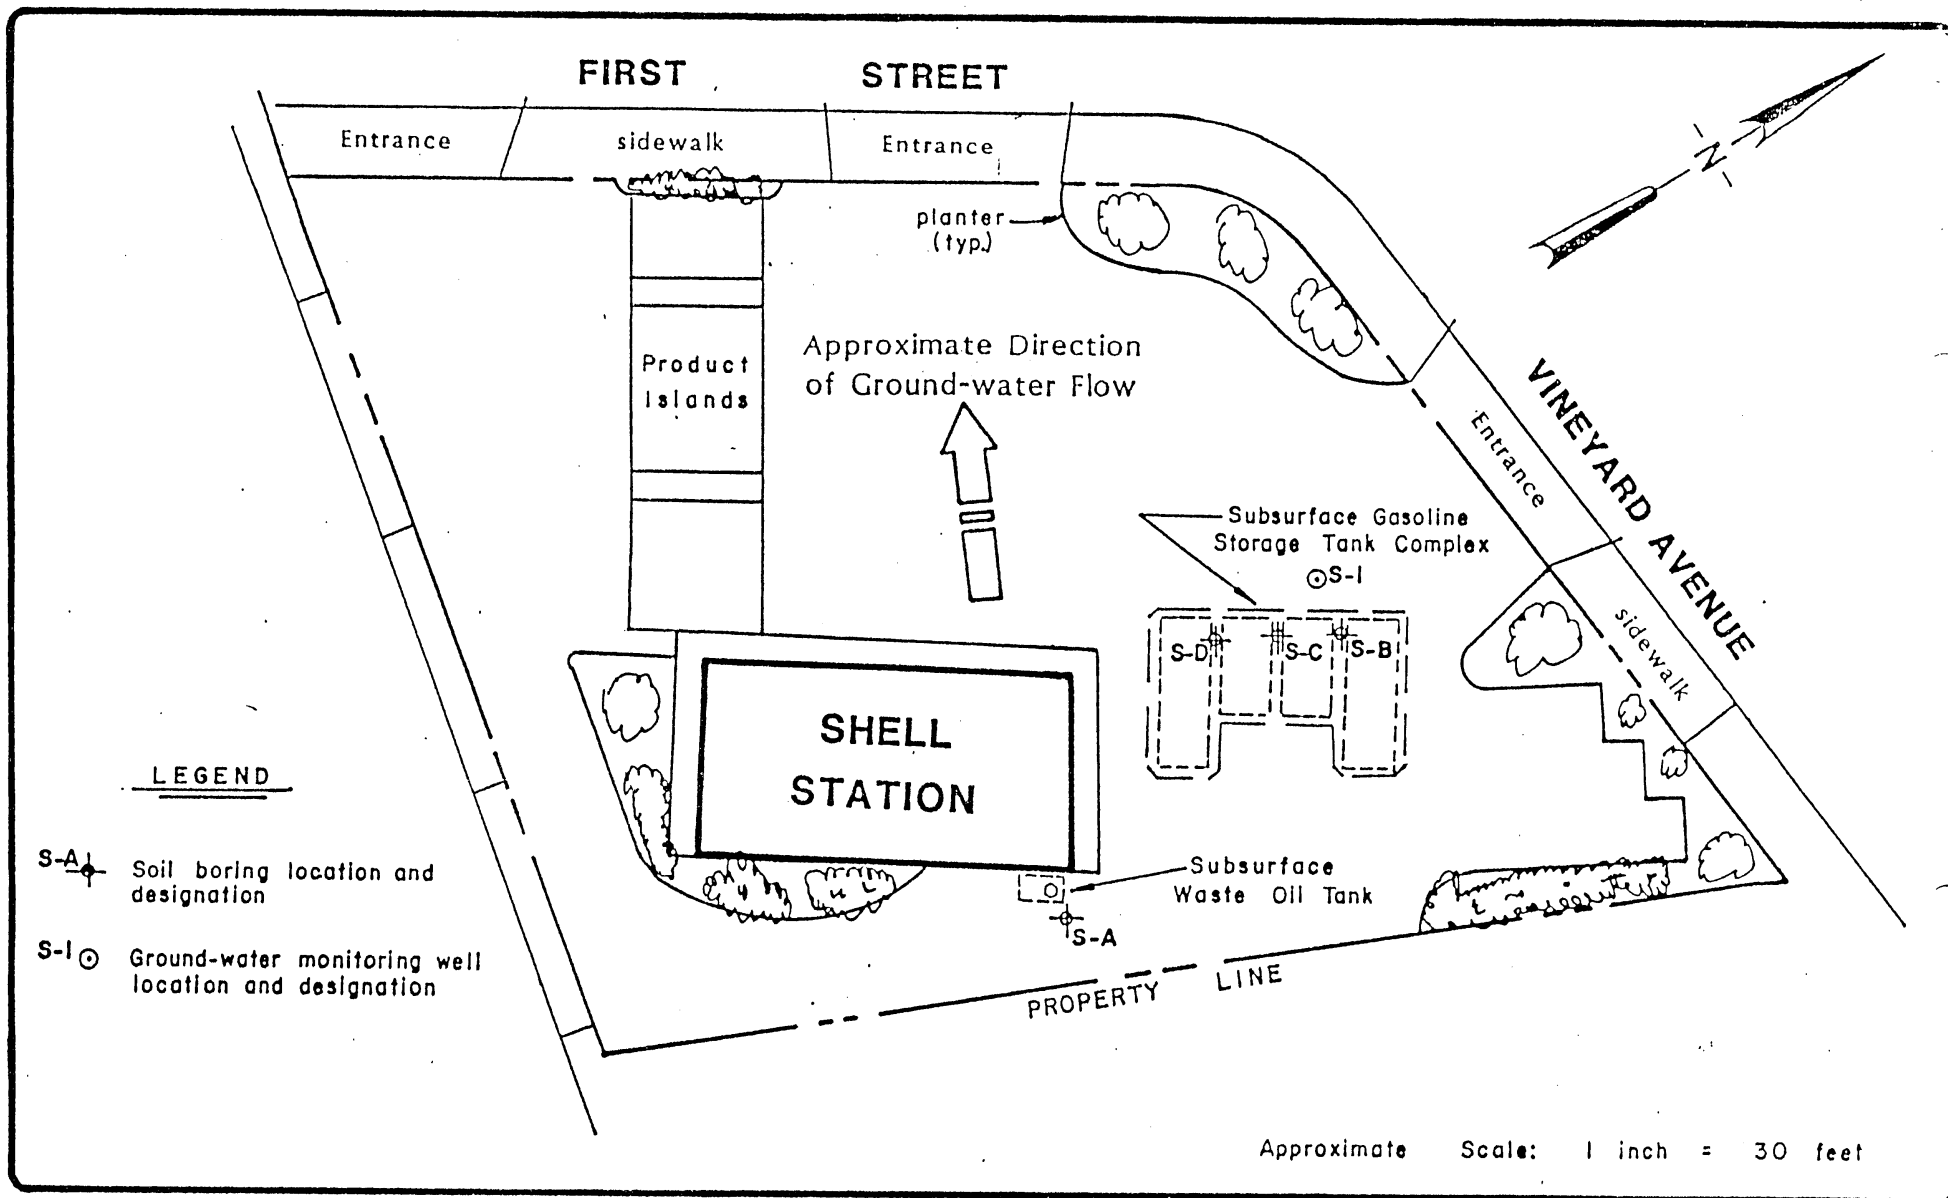 FIRST STREET
Entrance
sidewalk
Entrance
planter
(typ.)
N
Product
Islands
Approximate Direction
of Ground-water Flow
VINEYARD AVENUE
Entrance
sidewalk
Subsurface Gasoline
Storage Tank Complex
S-1
S-D
S-C
S-B
SHELL
STATION
LEGEND
S-A
Soil boring location and
designation
S-1
Ground-water monitoring well
location and designation
Subsurface
Waste Oil Tank
S-A
PROPERTY LINE
Approximate Scale: 1 inch = 30 feet